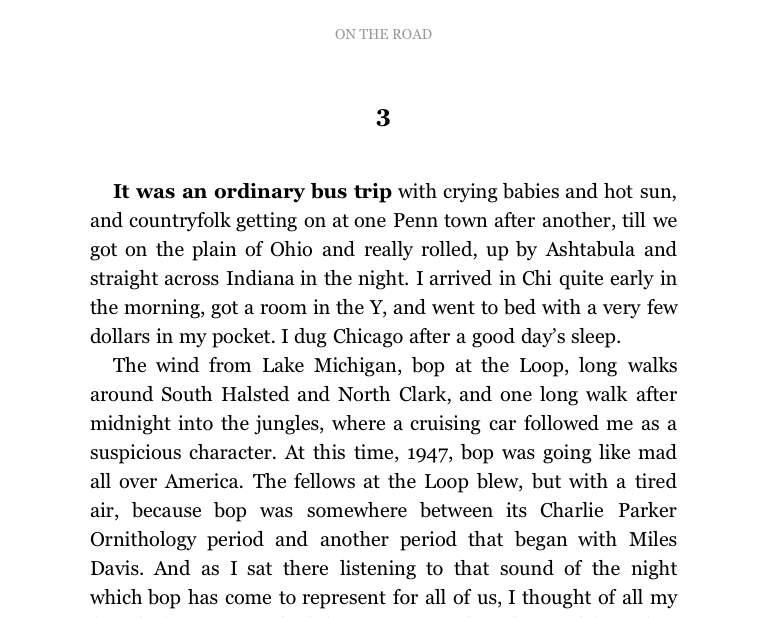 ON THE ROAD
3
It was an ordinary bus trip with crying babies and hot sun,
and countryfolk getting on at one Penn town after another, till we
got on the plain of Ohio and really rolled, up by Ashtabula and
straight across Indiana in the night. I arrived in Chi quite early in
the morning, got a room in the Y, and went to bed with a very few
dollars in my pocket. I dug Chicago after a good day’s sleep.
The wind from Lake Michigan, bop at the Loop, long walks
around South Halsted and North Clark, and one long walk after
midnight into the jungles, where a cruising car followed me as a
suspicious character. At this time, 1947, bop was going like mad
all over America. The fellows at the Loop blew, but with a tired
air, because bop was somewhere between its Charlie Parker
Ornithology period and another period that began with Miles
Davis. And as I sat there listening to that sound of the night
which bop has come to represent for all of us, I thought of all my